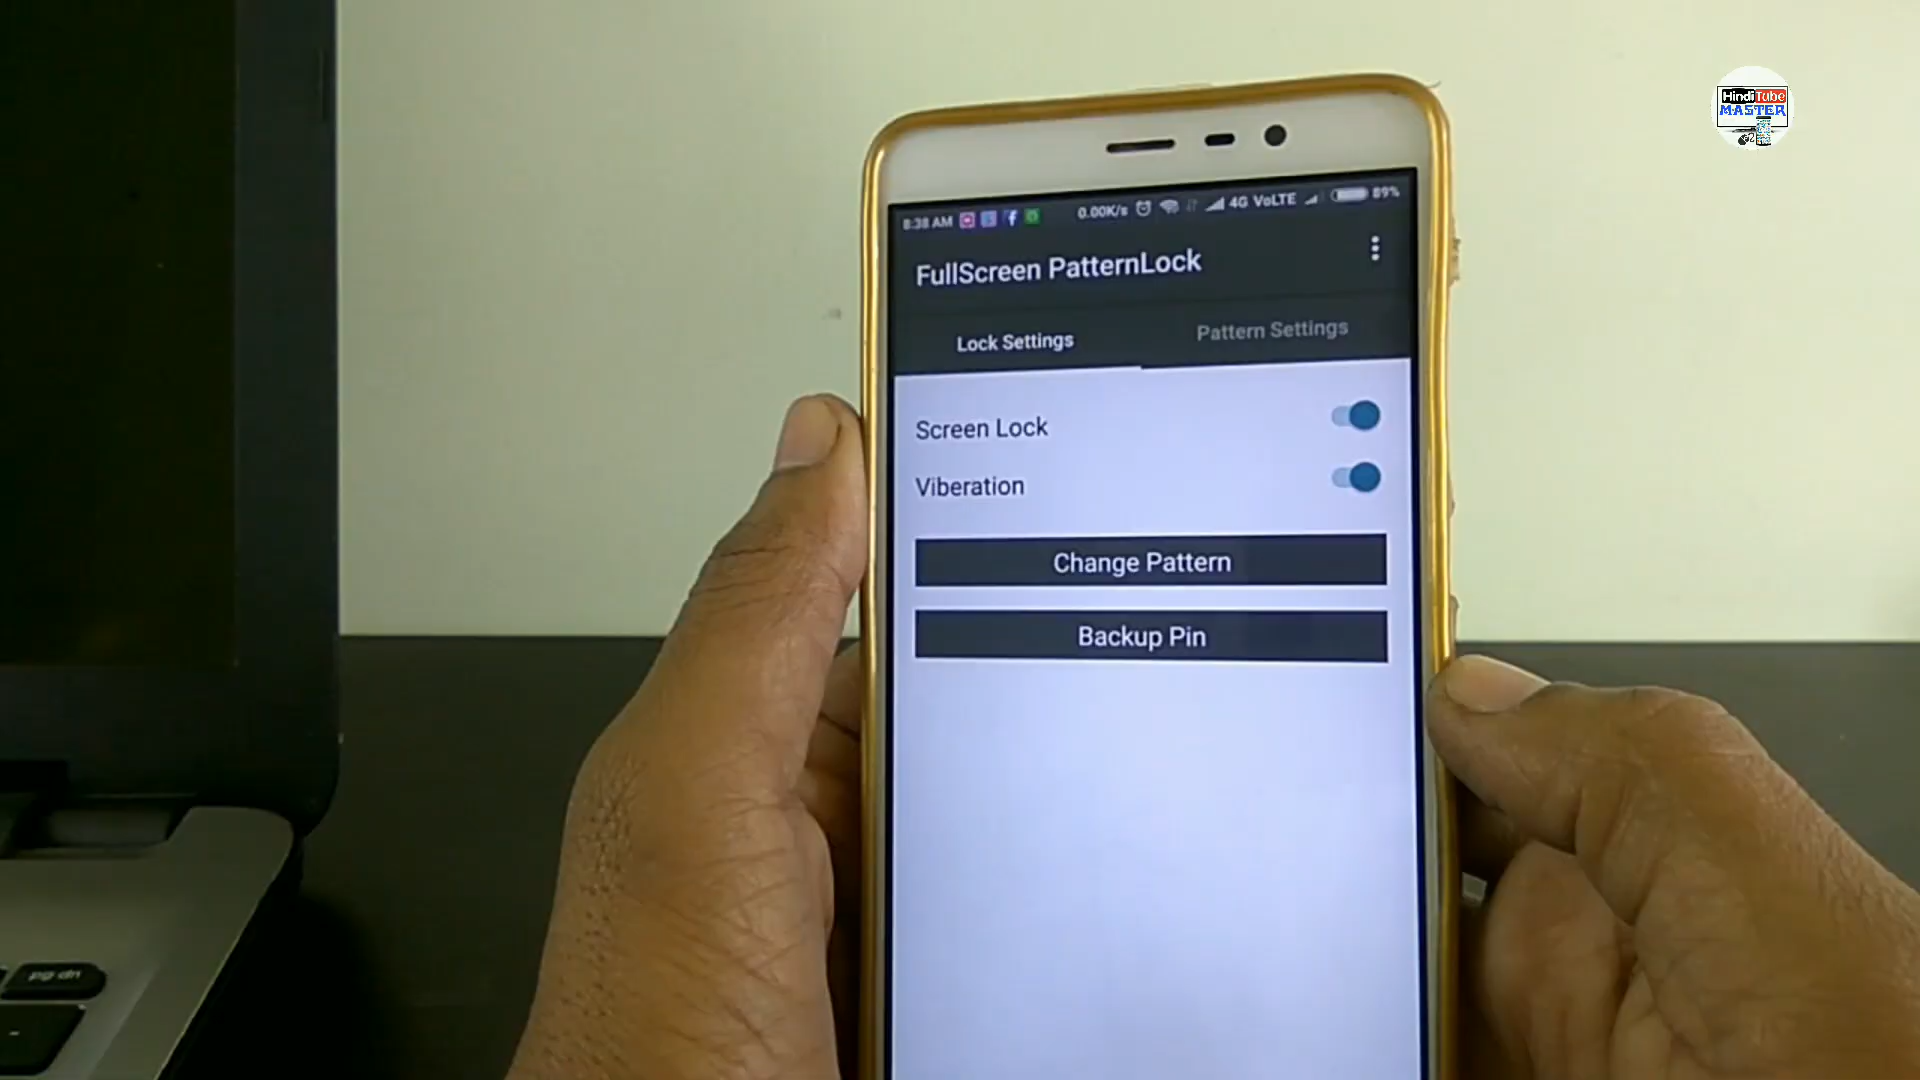 HindiTube
MASTER
8:38 AM 0.00K/s 4G VoLTE 89%
FullScreen PatternLock
Lock Settings Pattern Settings
Screen Lock
Viberation
Change Pattern
Backup Pin
pg dn